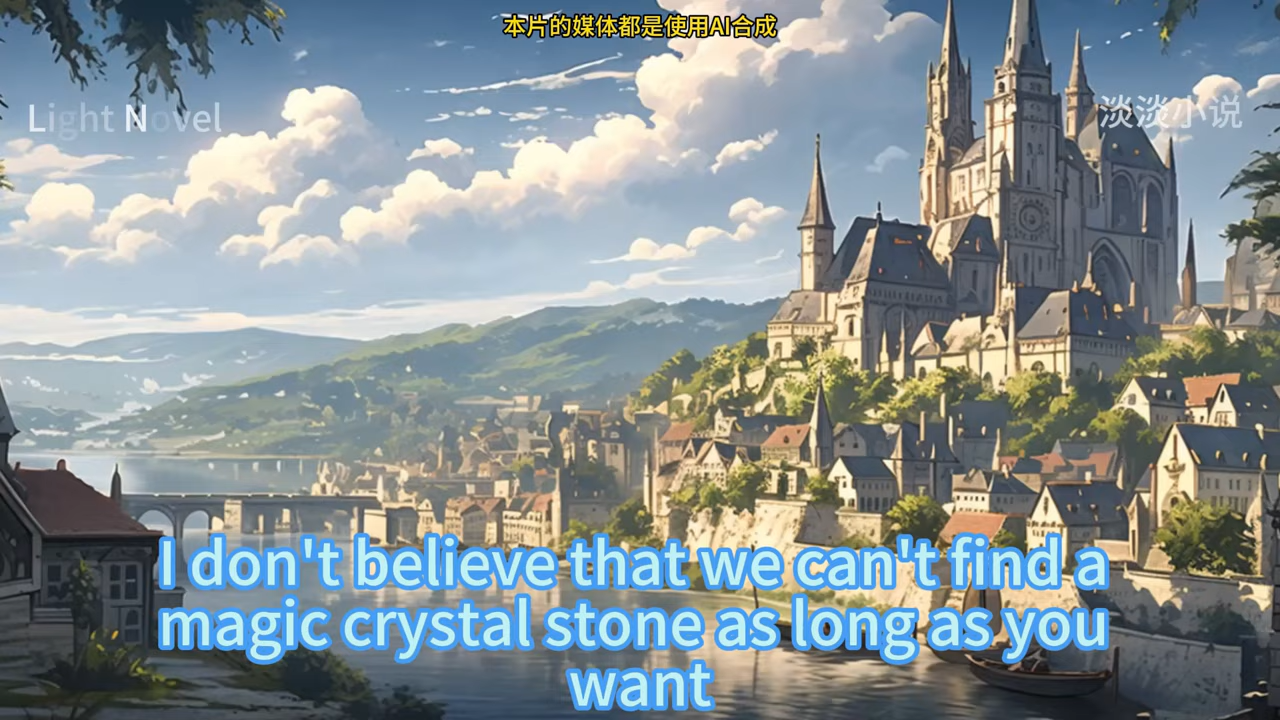 本片的媒体都是使用AI合成
Light Novel
淡淡小说
I don't believe that we can't find a
magic crystal stone as long as you
want